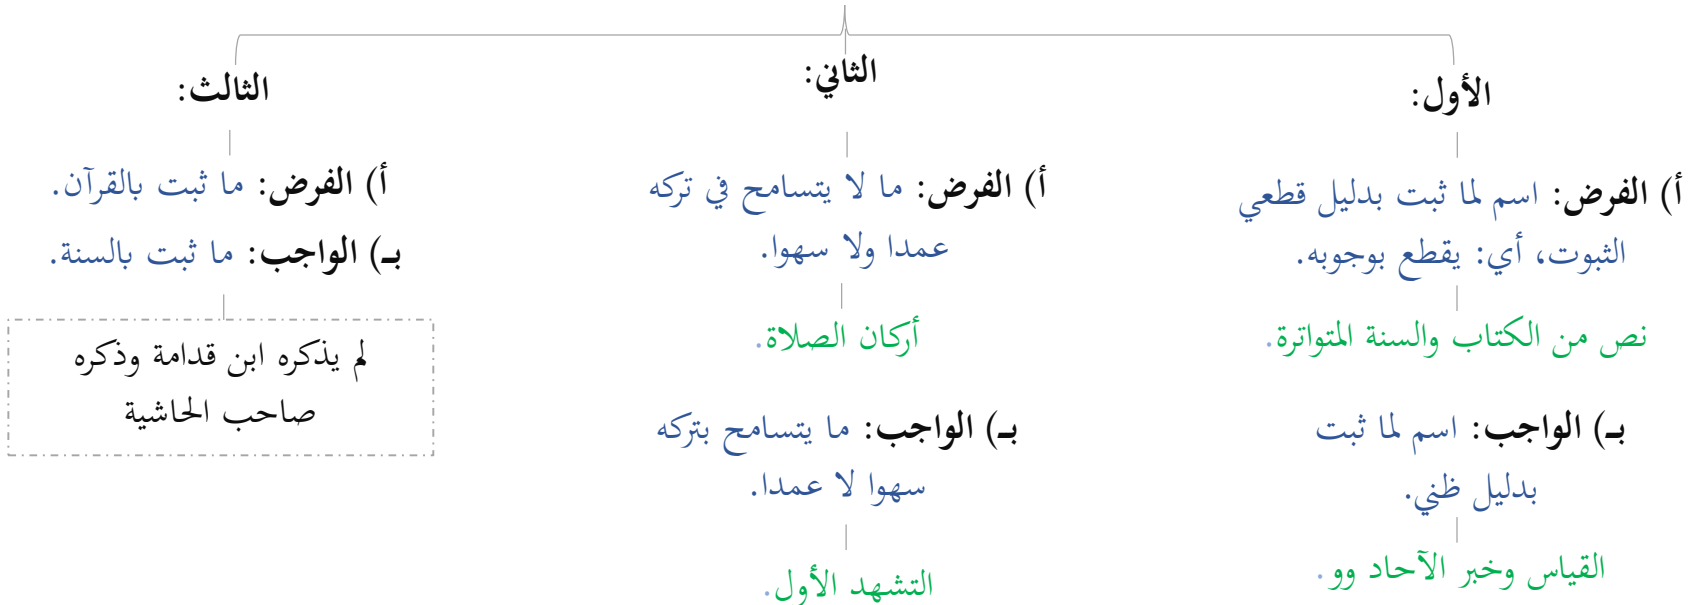 الأول:
أ) الفرض: اسم لما ثبت بدليل قطعي
الثبوت، أي: يقطع بوجوبه.
نص من الكتاب والسنة المتواترة.
بـ) الواجب: اسم لما ثبت
بدليل ظني.
القياس وخبر الآحاد وو.
الثاني:
أ) الفرض: ما لا يتسامح في تركه
عمدا ولا سهوا.
أركان الصلاة.
بـ) الواجب: ما يتسامح بتركه
سهوا لا عمدا.
التشهد الأول.
الثالث:
أ) الفرض: ما ثبت بالقرآن.
بـ) الواجب: ما ثبت بالسنة.
لم يذكره ابن قدامة وذكره
صاحب الحاشية